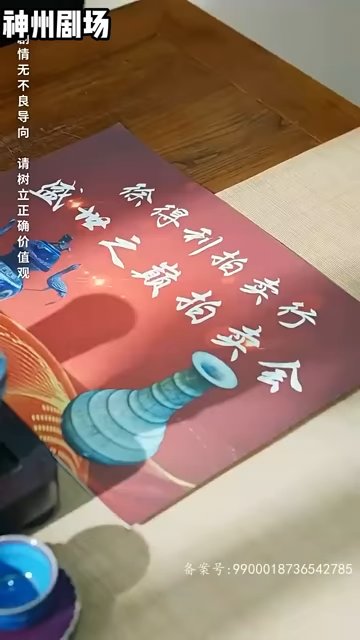 神州剧场
剧情无不良导向 请树立正确价值观
徐得利拍卖行
盛世之巅拍卖会
备案号:9900018736542785